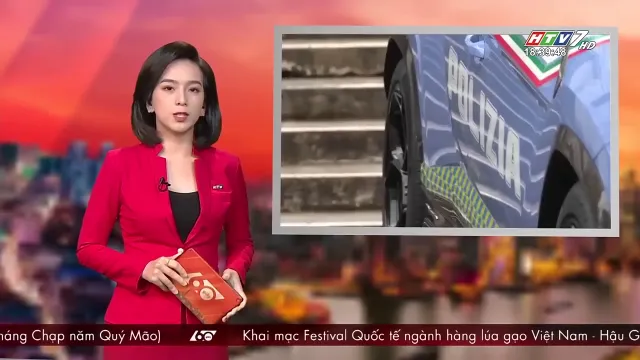 HTV7 HD
18:39:48
POLIZIA
háng Chạp năm Quý Mão) 60 Khai mạc Festival Quốc tế ngành hàng lúa gạo Việt Nam - Hậu G